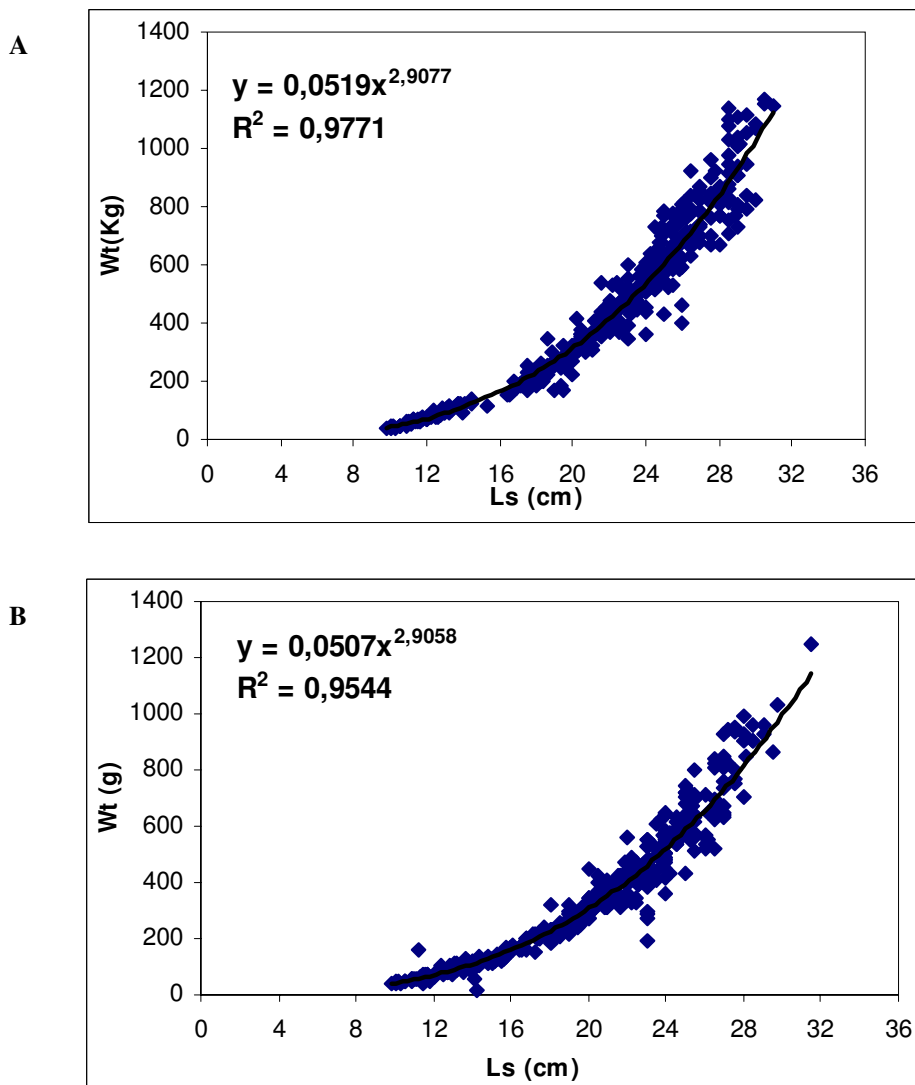 A
1400
1200
1000
800
600
400
200
0
Wt(Kg)
y = 0,0519x^2,9077
R^2 = 0,9771
0 4 8 12 16 20 24 28 32 36
Ls (cm)
B
1400
1200
1000
800
600
400
200
0
Wt (g)
y = 0,0507x^2,9058
R^2 = 0,9544
0 4 8 12 16 20 24 28 32 36
Ls (cm)